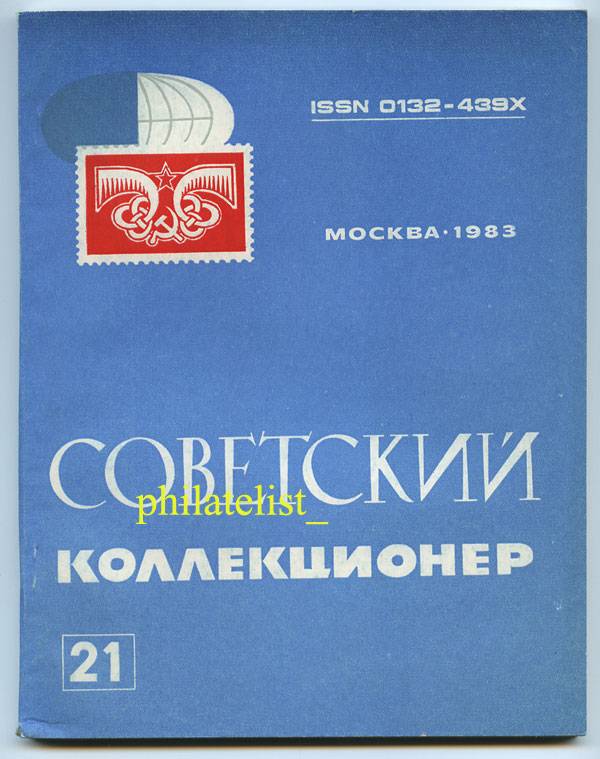 ISSN 0132-439X
МОСКВА · 1983
СОВЕТСКИЙ
philatelist_
КОЛЛЕКЦИОНЕР
21